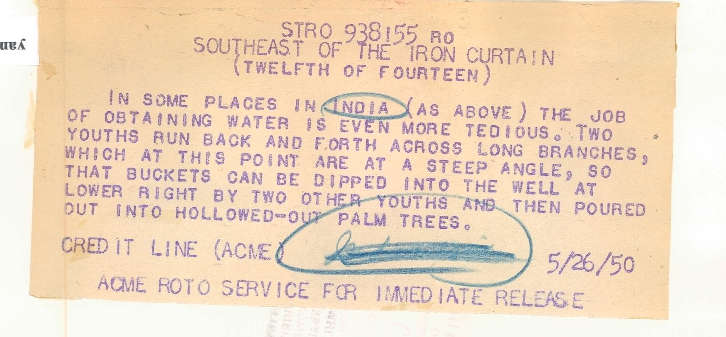 STRO 938155 RO
SOUTHEAST OF THE IRON CURTAIN
(TWELFTH OF FOURTEEN)
IN SOME PLACES IN INDIA (AS ABOVE) THE JOB
OF OBTAINING WATER IS EVEN MORE TEDIOUS. TWO
YOUTHS RUN BACK AND FORTH ACROSS LONG BRANCHES,
WHICH AT THIS POINT ARE AT A STEEP ANGLE, SO
THAT BUCKETS CAN BE DIPPED INTO THE WELL AT
LOWER RIGHT BY TWO OTHER YOUTHS AND THEN POURED
OUT INTO HOLLOWED-OUT PALM TREES.
CREDIT LINE (ACME) 5/26/50
ACME ROTO SERVICE FOR IMMEDIATE RELEASE